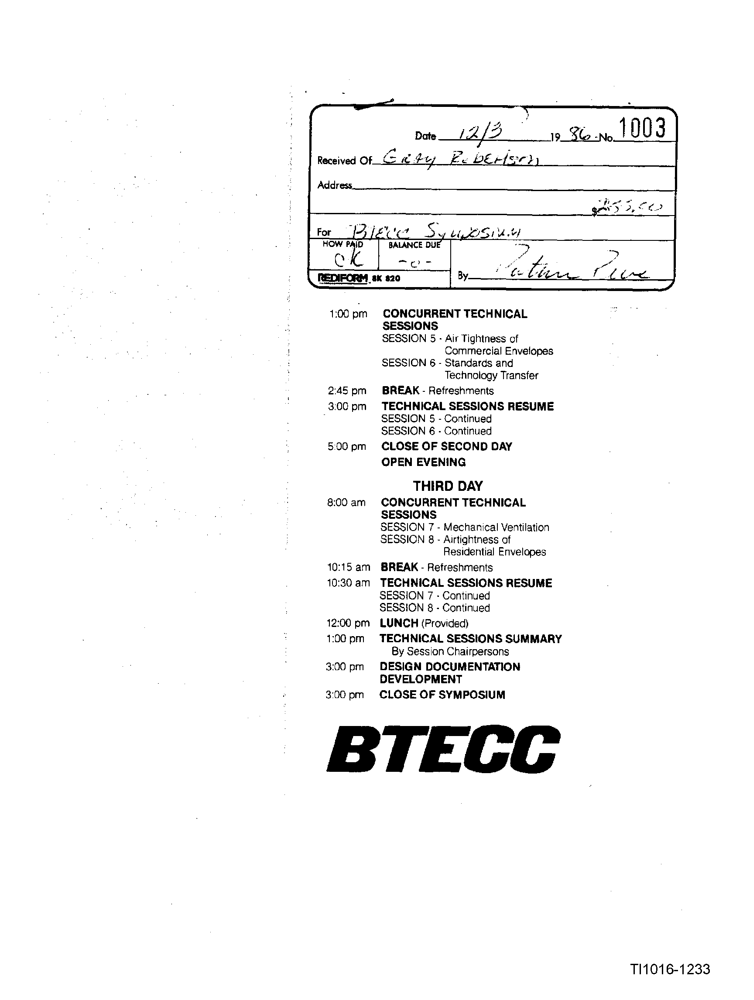 Date 12/3 19 86 No. 1003
Received Of Gray Robertson
Address
For BTECC Symposium
HOW PAID BALANCE DUE
CK -0-
REDIFORM 8K 820 By
1:00 pm CONCURRENT TECHNICAL
SESSIONS
SESSION 5 - Air Tightness of
Commercial Envelopes
SESSION 6 - Standards and
Technology Transfer
2:45 pm BREAK - Refreshments
3:00 pm TECHNICAL SESSIONS RESUME
SESSION 5 - Continued
SESSION 6 - Continued
5:00 pm CLOSE OF SECOND DAY
OPEN EVENING
THIRD DAY
8:00 am CONCURRENT TECHNICAL
SESSIONS
SESSION 7 - Mechanical Ventilation
SESSION 8 - Airtightness of
Residential Envelopes
10:15 am BREAK - Refreshments
10:30 am TECHNICAL SESSIONS RESUME
SESSION 7 - Continued
SESSION 8 - Continued
12:00 pm LUNCH (Provided)
1:00 pm TECHNICAL SESSIONS SUMMARY
By Session Chairpersons
3:00 pm DESIGN DOCUMENTATION
DEVELOPMENT
3:00 pm CLOSE OF SYMPOSIUM
BTECC
TI1016-1233